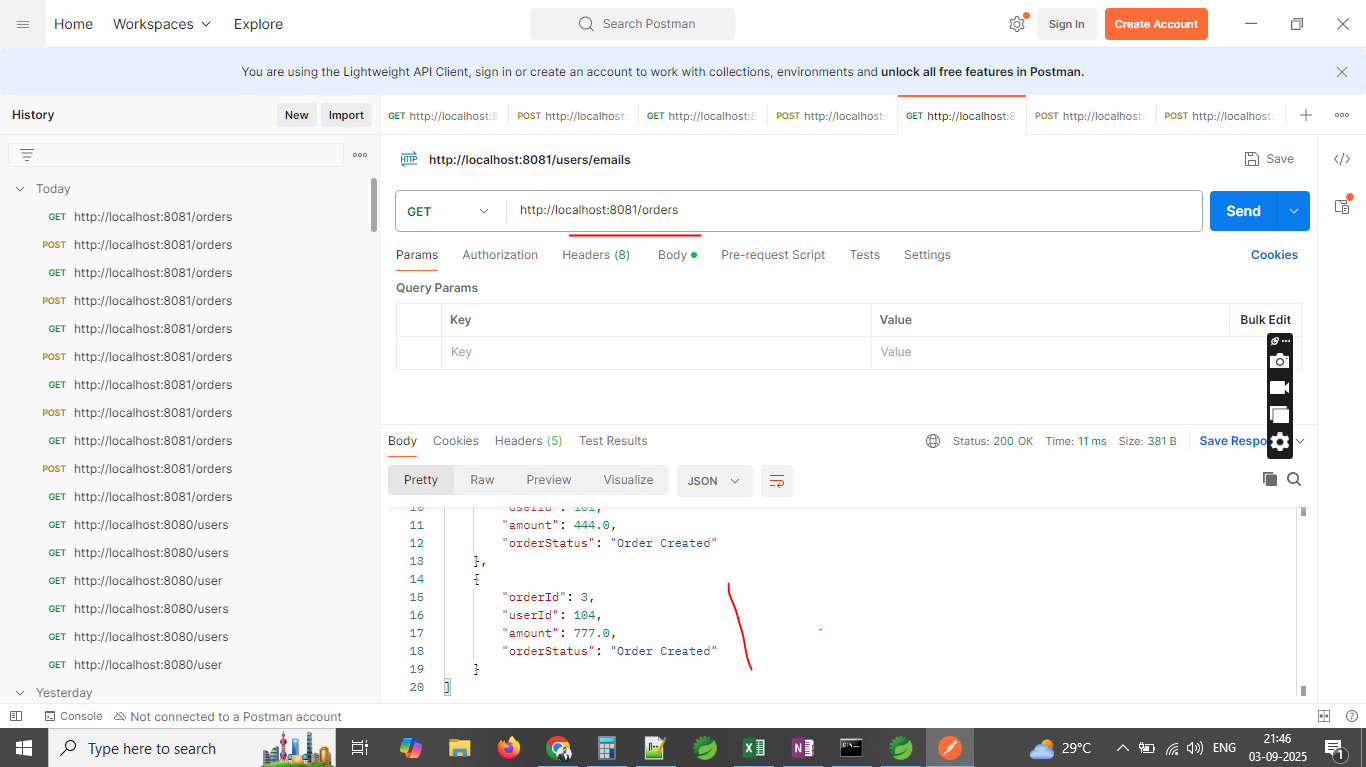 Home Workspaces Explore Search Postman Sign In Create Account
You are using the Lightweight API Client, sign in or create an account to work with collections, environments and unlock all free features in Postman.
History New Import
GET http://localhost:8 POST http://localhost: GET http://localhost:8 POST http://localhost: GET http://localhost:8 POST http://localhost: POST http://localhost:
HTTP http://localhost:8081/users/emails Save
Today
GET http://localhost:8081/orders
POST http://localhost:8081/orders
GET http://localhost:8081/orders
POST http://localhost:8081/orders
GET http://localhost:8081/orders
POST http://localhost:8081/orders
GET http://localhost:8081/orders
POST http://localhost:8081/orders
GET http://localhost:8081/orders
POST http://localhost:8081/orders
GET http://localhost:8081/orders
GET http://localhost:8080/users
GET http://localhost:8080/users
GET http://localhost:8080/user
GET http://localhost:8080/users
GET http://localhost:8080/users
GET http://localhost:8080/user
Yesterday
GET http://localhost:8081/orders Send
Params Authorization Headers (8) Body Pre-request Script Tests Settings Cookies
Query Params
Key Value Bulk Edit
Key Value
Body Cookies Headers (5) Test Results Status: 200 OK Time: 11 ms Size: 381 B Save Respo
Pretty Raw Preview Visualize JSON
10 "userId": 101,
11 "amount": 444.0,
12 "orderStatus": "Order Created"
13 },
14 {
15 "orderId": 3,
16 "userId": 104,
17 "amount": 777.0,
18 "orderStatus": "Order Created"
19 }
20 ]
Console Not connected to a Postman account
Type here to search 29°C ENG 21:46
03-09-2025 1